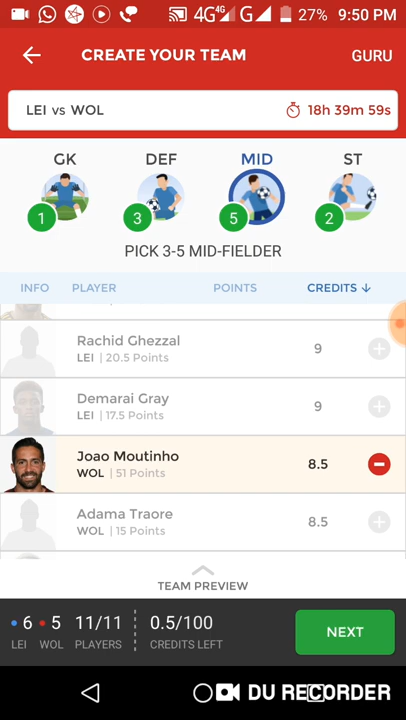 4G 4G G 27% 9:50 PM
CREATE YOUR TEAM GURU
LEI vs WOL 18h 39m 59s
GK DEF MID ST
1 3 5 2
PICK 3-5 MID-FIELDER
INFO PLAYER POINTS CREDITS ↓
Rachid Ghezzal
LEI | 20.5 Points 9
Demarai Gray
LEI | 17.5 Points 9
Joao Moutinho
WOL | 51 Points 8.5
Adama Traore
WOL | 15 Points 8.5
TEAM PREVIEW
6 5 11/11 0.5/100
LEI WOL PLAYERS CREDITS LEFT
NEXT
DU RECORDER